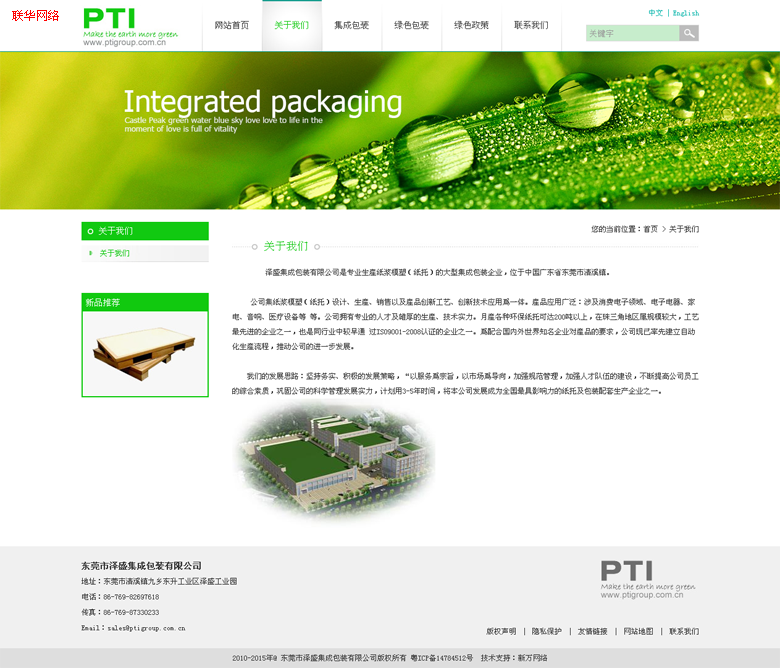 联华网络
PTI
Make the earth more green
www.ptigroup.com.cn
网站首页 关于我们 集成包装 绿色包装 绿色政策 联系我们
中文 | English
关键字
Integrated packaging
Castle Peak green water blue sky love love to life in the
moment of love is full of vitality
关于我们
关于我们
新品推荐
您的当前位置：首页 > 关于我们
关于我们
泽盛集成包装有限公司是专业生産纸浆模塑（纸托）的大型集成包装企业，位于中国广东省东莞市清溪镇。
公司集纸浆模塑（纸托）设计、生産、销售以及産品创新工艺、创新技术应用爲一体。産品应用广泛：涉及消费电子领域、电子电器、家
电、音响、医疗设备等 等。公司拥有专业的人才及雄厚的生産、技术实力。月産各种环保纸托可达200吨以上，在珠三角地区属规模较大，工艺
最先进的企业之一，也是同行业中较早通 过ISO9001-2008认证的企业之一。爲配合国内外世界知名企业对産品的要求，公司现已率先建立自动
化生産流程，推动公司的进一步发展。
我们的发展思路：坚持务实、积极的发展策略，“以服务爲宗旨，以市场爲导向，加强规范管理，加强人才队伍的建设，不断提高公司员工
的综合素质，巩固公司的科学管理发展实力，计划用3-5年时间，将本公司发展成为全国最具影响力的纸托及包装配套生产企业之一。
东莞市泽盛集成包装有限公司
地址：东莞市清溪镇九乡东升工业区泽盛工业园
电话：86-769-82697618
传真：86-769-87330233
Email：sales@ptigroup.com.cn
PTI
Make the earth more green
www.ptigroup.com.cn
版权声明 | 隐私保护 | 友情链接 | 网站地图 | 联系我们
2010-2015年@ 东莞市泽盛集成包装有限公司版权所有 粤ICP备14784512号 技术支持：新万网络